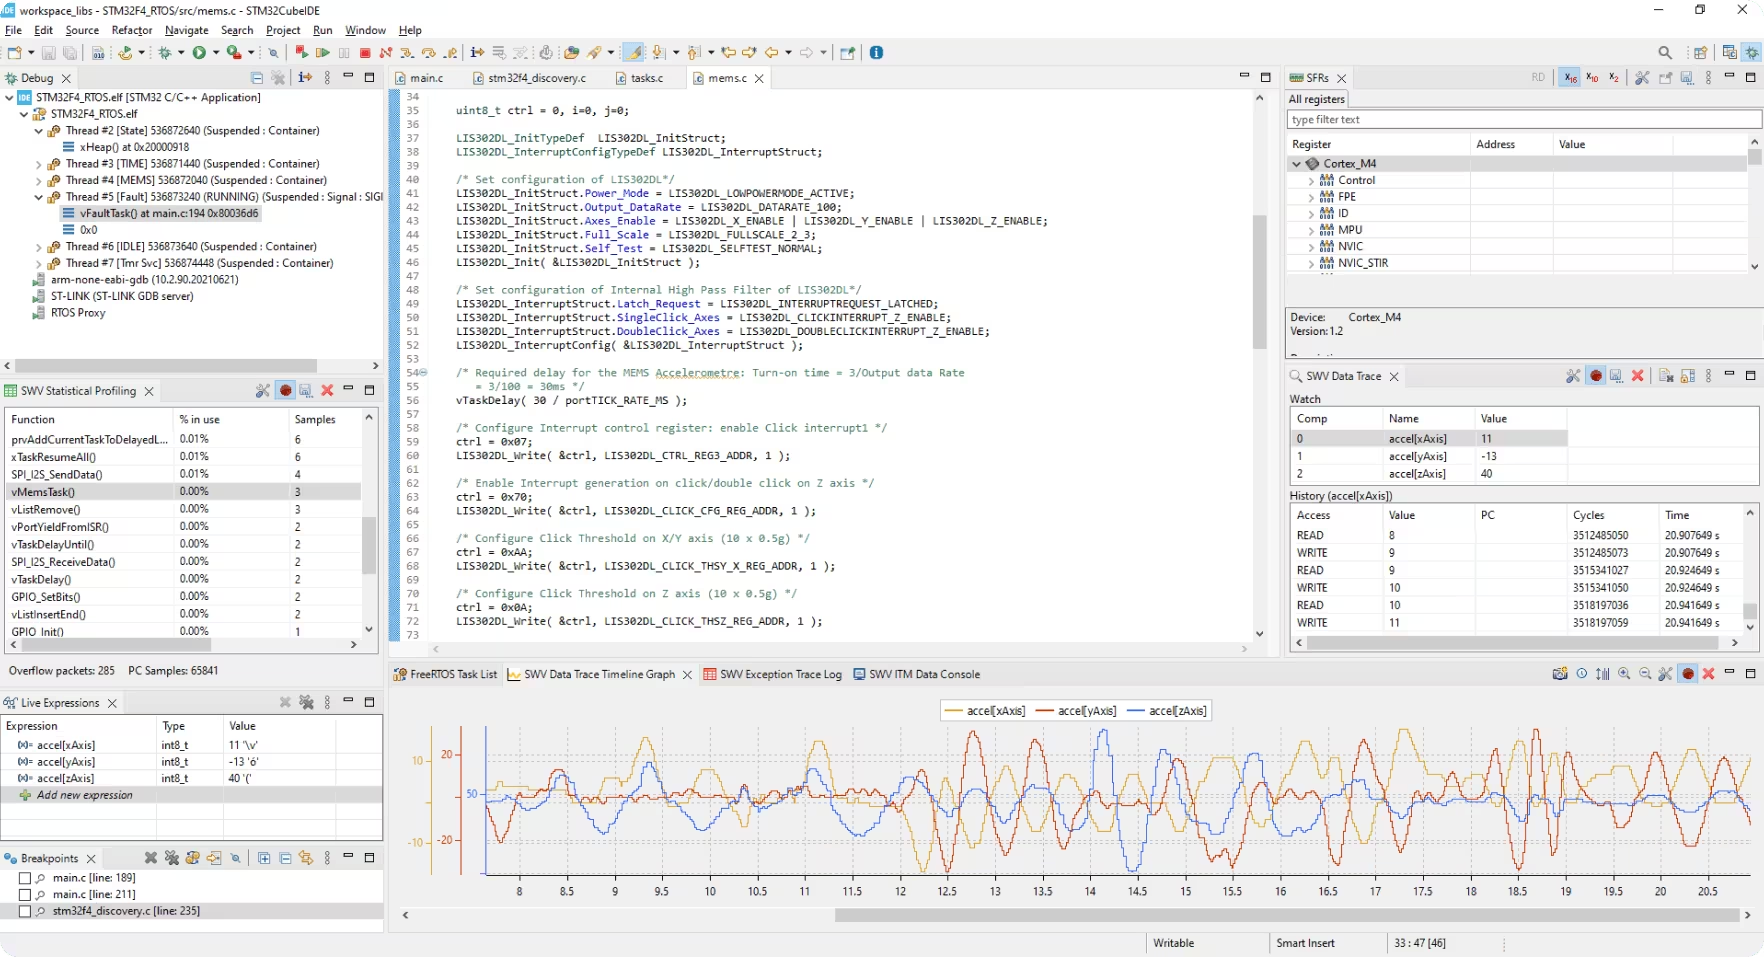 workspace_libs - STM32F4_RTOS/src/mems.c - STM32CubeIDE
File Edit Source Refactor Navigate Search Project Run Window Help
Debug
STM32F4_RTOS.elf [STM32 C/C++ Application]
STM32F4_RTOS.elf
Thread #2 [State] 536872640 (Suspended : Container)
xHeap() at 0x20000918
Thread #3 [TIME] 536871440 (Suspended : Container)
Thread #4 [MEMS] 536872040 (Suspended : Container)
Thread #5 [Fault] 536873240 (RUNNING) (Suspended : Signal : SIG
vFaultTask() at main.c:194 0x80036d6
0x0
Thread #6 [IDLE] 536873640 (Suspended : Container)
Thread #7 [Tmr Svc] 536874448 (Suspended : Container)
arm-none-eabi-gdb (10.2.90.20210621)
ST-LINK (ST-LINK GDB server)
RTOS Proxy
SWV Statistical Profiling
Function % in use Samples
prvAddCurrentTaskToDelayedL... 0.01% 6
xTaskResumeAll() 0.01% 6
SPI_I2S_SendData() 0.01% 4
vMemsTask() 0.00% 3
vListRemove() 0.00% 3
vPortYieldFromISR() 0.00% 2
vTaskDelayUntil() 0.00% 2
SPI_I2S_ReceiveData() 0.00% 2
vTaskDelay() 0.00% 2
GPIO_SetBits() 0.00% 2
vListInsertEnd() 0.00% 2
GPIO_Init() 0.00% 1
Overflow packets: 285 PC Samples: 65841
Live Expressions
Expression Type Value
accel[xAxis] int8_t 11 '\v'
accel[yAxis] int8_t -13 'ó'
accel[zAxis] int8_t 40 '('
Add new expression
Breakpoints
main.c [line: 189]
main.c [line: 211]
stm32f4_discovery.c [line: 235]
main.c stm32f4_discovery.c tasks.c mems.c
34
35 uint8_t ctrl = 0, i=0, j=0;
36
37 LIS302DL_InitTypeDef  LIS302DL_InitStruct;
38 LIS302DL_InterruptConfigTypeDef LIS302DL_InterruptStruct;
39
40 /* Set configuration of LIS302DL*/
41 LIS302DL_InitStruct.Power_Mode = LIS302DL_LOWPOWERMODE_ACTIVE;
42 LIS302DL_InitStruct.Output_DataRate = LIS302DL_DATARATE_100;
43 LIS302DL_InitStruct.Axes_Enable = LIS302DL_X_ENABLE | LIS302DL_Y_ENABLE | LIS302DL_Z_ENABLE;
44 LIS302DL_InitStruct.Full_Scale = LIS302DL_FULLSCALE_2_3;
45 LIS302DL_InitStruct.Self_Test = LIS302DL_SELFTEST_NORMAL;
46 LIS302DL_Init( &LIS302DL_InitStruct );
47
48 /* Set configuration of Internal High Pass Filter of LIS302DL*/
49 LIS302DL_InterruptStruct.Latch_Request = LIS302DL_INTERRUPTREQUEST_LATCHED;
50 LIS302DL_InterruptStruct.SingleClick_Axes = LIS302DL_CLICKINTERRUPT_Z_ENABLE;
51 LIS302DL_InterruptStruct.DoubleClick_Axes = LIS302DL_DOUBLECLICKINTERRUPT_Z_ENABLE;
52 LIS302DL_InterruptConfig( &LIS302DL_InterruptStruct );
53
54 /* Required delay for the MEMS Accelerometre: Turn-on time = 3/Output data Rate
55 = 3/100 = 30ms */
56 vTaskDelay( 30 / portTICK_RATE_MS );
57
58 /* Configure Interrupt control register: enable Click interrupt1 */
59 ctrl = 0x07;
60 LIS302DL_Write( &ctrl, LIS302DL_CTRL_REG3_ADDR, 1 );
61
62 /* Enable Interrupt generation on click/double click on Z axis */
63 ctrl = 0x70;
64 LIS302DL_Write( &ctrl, LIS302DL_CLICK_CFG_REG_ADDR, 1 );
65
66 /* Configure Click Threshold on X/Y axis (10 x 0.5g) */
67 ctrl = 0xAA;
68 LIS302DL_Write( &ctrl, LIS302DL_CLICK_THSY_X_REG_ADDR, 1 );
69
70 /* Configure Click Threshold on Z axis (10 x 0.5g) */
71 ctrl = 0x0A;
72 LIS302DL_Write( &ctrl, LIS302DL_CLICK_THSZ_REG_ADDR, 1 );
73
SFRs
RD X16 X10 X2
All registers
type filter text
Register Address Value
Cortex_M4
Control
FPE
ID
MPU
NVIC
NVIC_STIR
Device: Cortex_M4
Version: 1.2
SWV Data Trace
Watch
Comp Name Value
0 accel[xAxis] 11
1 accel[yAxis] -13
2 accel[zAxis] 40
History (accel[xAxis])
Access Value PC Cycles Time
READ 8 3512485050 20.907649 s
WRITE 9 3512485073 20.907649 s
READ 9 3515341027 20.924649 s
WRITE 10 3515341050 20.924649 s
READ 10 3518197036 20.941649 s
WRITE 11 3518197059 20.941649 s
FreeRTOS Task List SWV Data Trace Timeline Graph SWV Exception Trace Log SWV ITM Data Console
accel[xAxis] accel[yAxis] accel[zAxis]
10 20 50
-10 -20
8 8.5 9 9.5 10 10.5 11 11.5 12 12.5 13 13.5 14 14.5 15 15.5 16 16.5 17 17.5 18 18.5 19 19.5 20 20.5
Writable Smart Insert 33 : 47 [46]